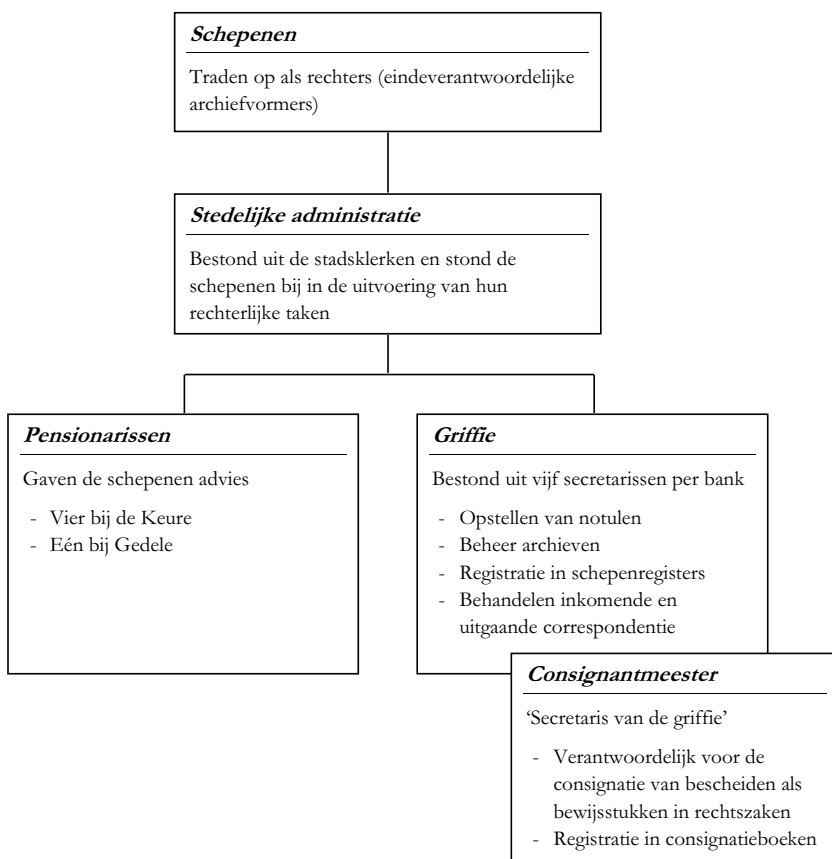 Schepenen
Traden op als rechters (eindeverantwoordelijke
archiefvormers)
Stedelijke administratie
Bestond uit de stadsklerken en stond de
schepenen bij in de uitvoering van hun
rechterlijke taken
Pensionarissen
Gaven de schepenen advies
- Vier bij de Keure
- Eén bij Gedele
Griffie
Bestond uit vijf secretarissen per bank
- Opstellen van notulen
- Beheer archieven
- Registratie in schepenregisters
- Behandelen inkomende en
uitgaande correspondentie
Consignantmeester
‘Secretaris van de griffie’
- Verantwoordelijk voor de
consignatie van bescheiden als
bewijsstukken in rechtszaken
- Registratie in consignatieboeken